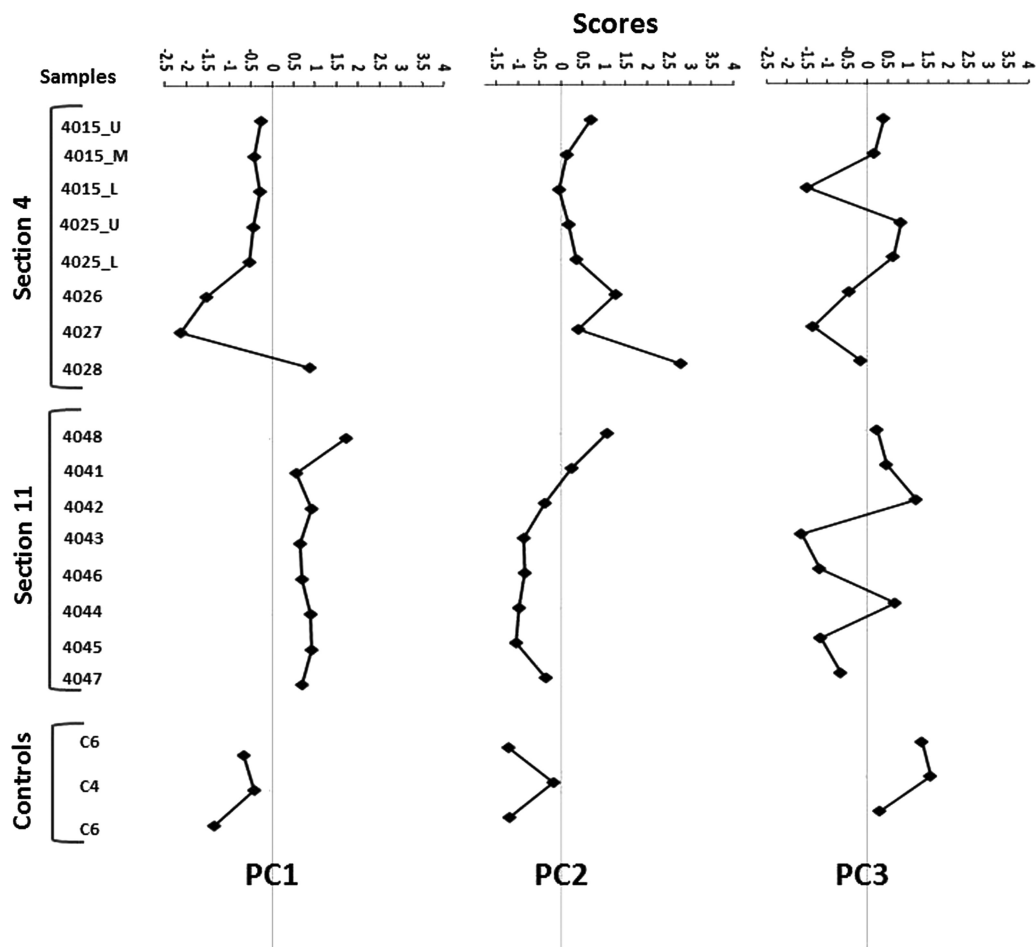 Scores
-2.5 -2 -1.5 -1 -0.5 0 0.5 1 1.5 2 2.5 3 3.5 4
-1.5 -1 -0.5 0 0.5 1 1.5 2 2.5 3 3.5 4
-2.5 -2 -1.5 -1 -0.5 0 0.5 1 1.5 2 2.5 3 3.5 4
Samples
Section 4
4015_U
4015_M
4015_L
4025_U
4025_L
4026
4027
4028
Section 11
4048
4041
4042
4043
4046
4044
4045
4047
Controls
C6
C4
C6
PC1 PC2 PC3